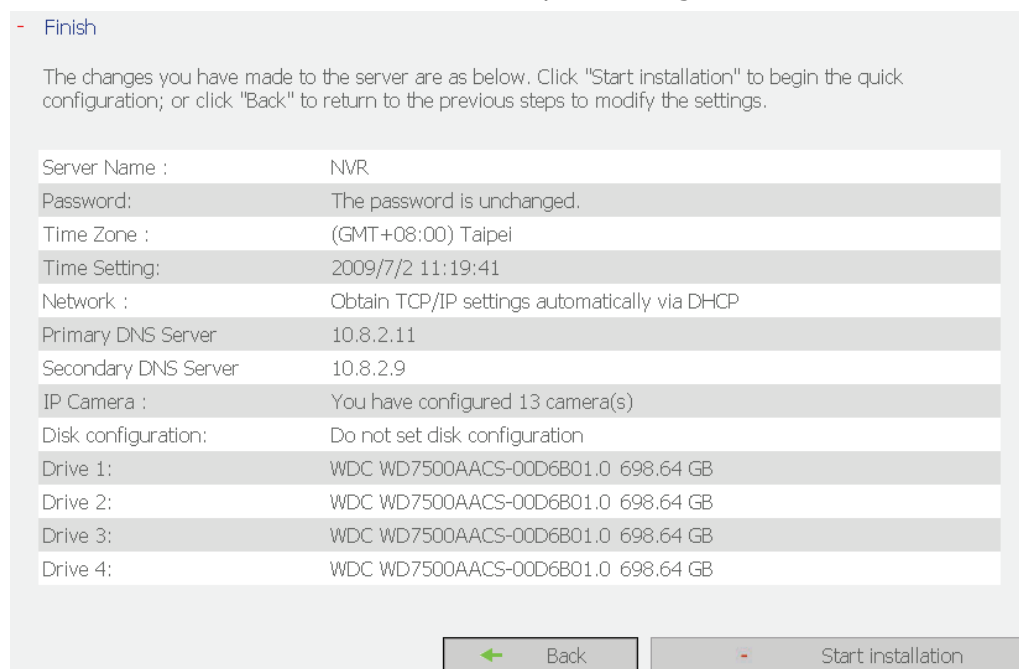 - Finish
The changes you have made to the server are as below. Click "Start installation" to begin the quick
configuration; or click "Back" to return to the previous steps to modify the settings.
Server Name : NVR
Password: The password is unchanged.
Time Zone : (GMT+08:00) Taipei
Time Setting: 2009/7/2 11:19:41
Network : Obtain TCP/IP settings automatically via DHCP
Primary DNS Server 10.8.2.11
Secondary DNS Server 10.8.2.9
IP Camera : You have configured 13 camera(s)
Disk configuration: Do not set disk configuration
Drive 1: WDC WD7500AACS-00D6B01.0 698.64 GB
Drive 2: WDC WD7500AACS-00D6B01.0 698.64 GB
Drive 3: WDC WD7500AACS-00D6B01.0 698.64 GB
Drive 4: WDC WD7500AACS-00D6B01.0 698.64 GB
Back - Start installation